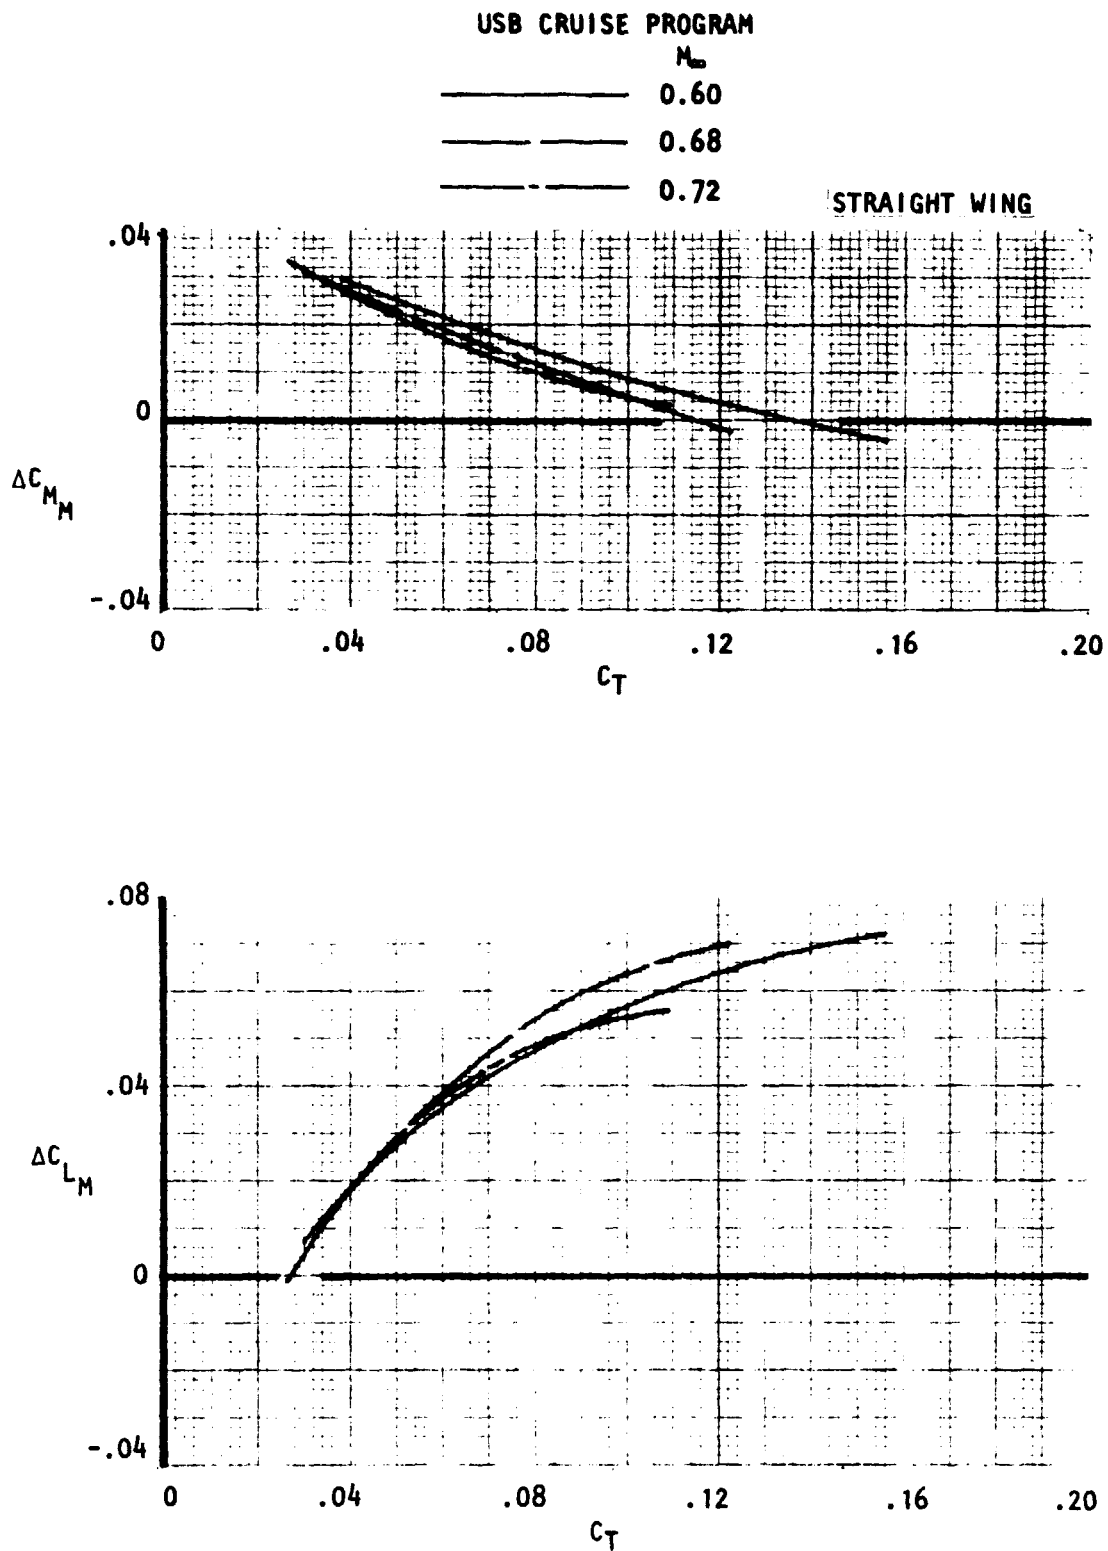 USB CRUISE PROGRAM
M∞
0.60
0.68
0.72
STRAIGHT WING
.04
0
ΔC_M_M
-.04
0 .04 .08 .12 .16 .20
C_T
.08
.04
ΔC_L_M
0
-.04
0 .04 .08 .12 .16 .20
C_T